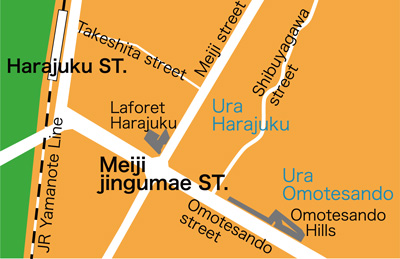 Takeshita street
Meiji street
Shibuyagawa
street
Harajuku ST.
Laforet
Harajuku
Ura
Harajuku
Meiji
jingumae ST.
Ura
Omotesando
Omotesando
Hills
Omotesando
street
JR Yamanote Line